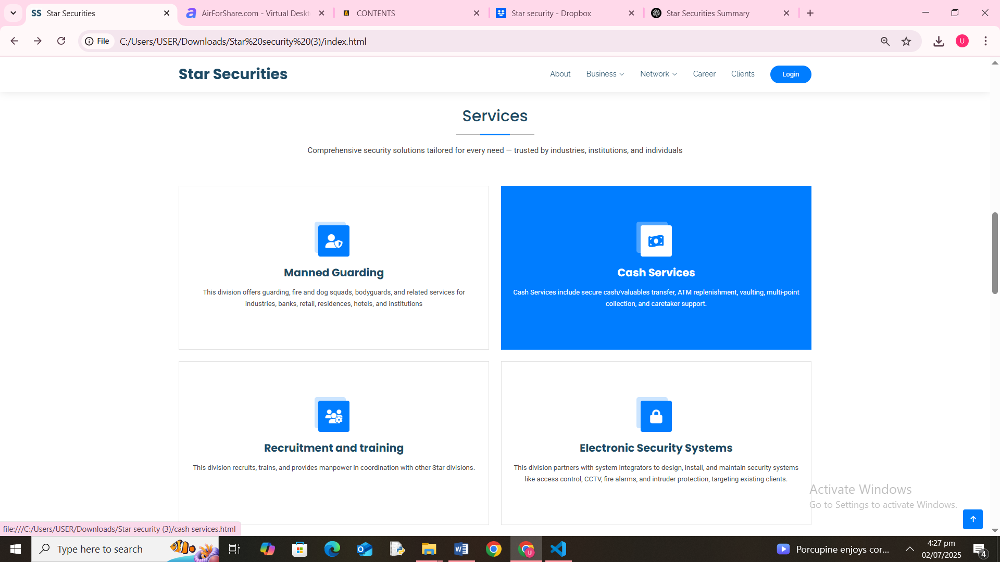 SS Star Securities
AirForShare.com - Virtual Deskt
CONTENTS
Star security - Dropbox
Star Securities Summary
File
C:/Users/USER/Downloads/Star%20security%20(3)/index.html
U
Star Securities
About
Business
Network
Career
Clients
Login
Services
Comprehensive security solutions tailored for every need — trusted by industries, institutions, and individuals
Manned Guarding
This division offers guarding, fire and dog squads, bodyguards, and related services for
industries, banks, retail, residences, hotels, and institutions
Cash Services
Cash Services include secure cash/valuables transfer, ATM replenishment, vaulting, multi-point
collection, and caretaker support.
Recruitment and training
This division recruits, trains, and provides manpower in coordination with other Star divisions.
Electronic Security Systems
This division partners with system integrators to design, install, and maintain security systems
like access control, CCTV, fire alarms, and intruder protection, targeting existing clients.
Activate Windows
Go to Settings to activate Windows.
file:///C:/Users/USER/Downloads/Star security (3)/cash services.html
Type here to search
Porcupine enjoys cor...
4:27 pm
02/07/2025
4